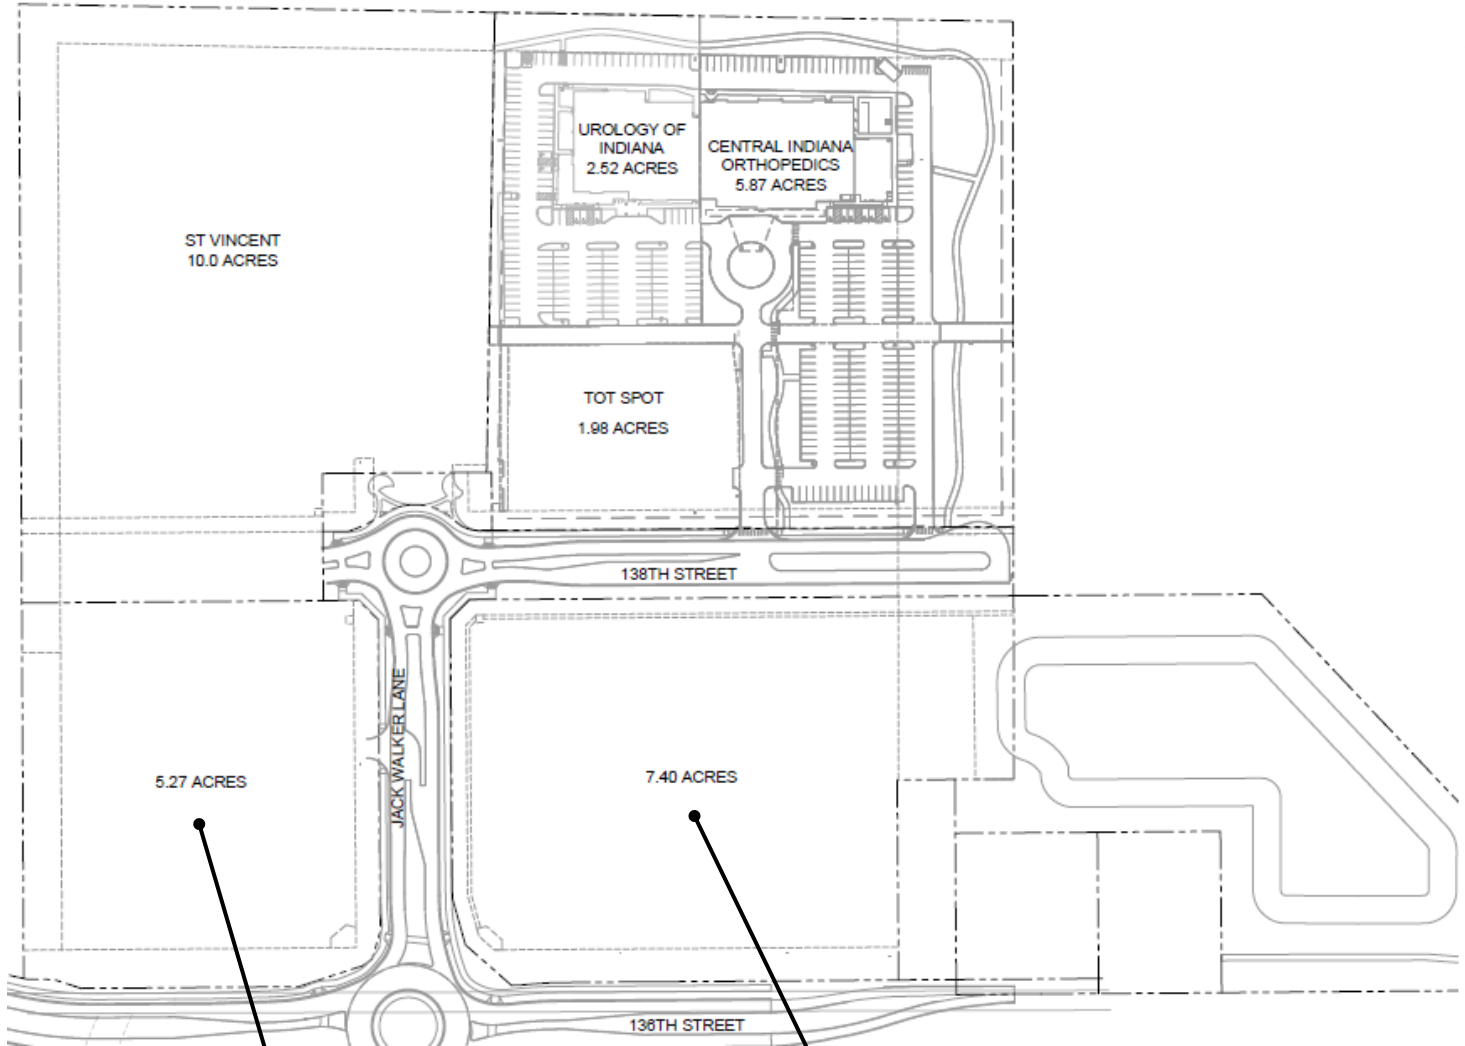 UROLOGY OF
INDIANA
2.52 ACRES
CENTRAL INDIANA
ORTHOPEDICS
5.87 ACRES
ST VINCENT
10.0 ACRES
TOT SPOT
1.98 ACRES
138TH STREET
JACK WALKER LANE
5.27 ACRES
7.40 ACRES
136TH STREET